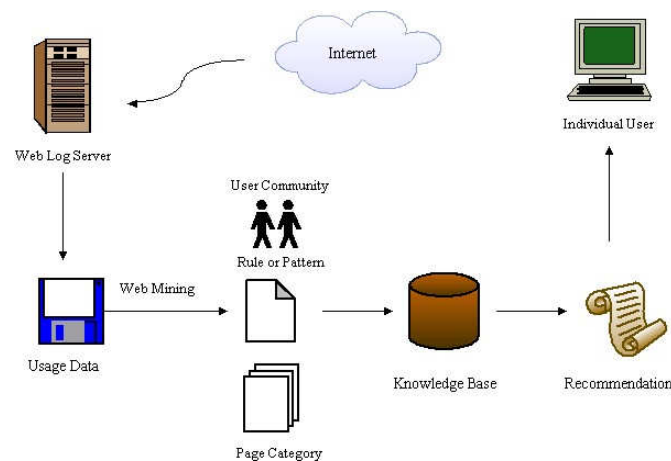 Internet
Web Log Server
Individual User
User Community
Rule or Pattern
Web Mining
Usage Data
Knowledge Base
Recommendation
Page Category